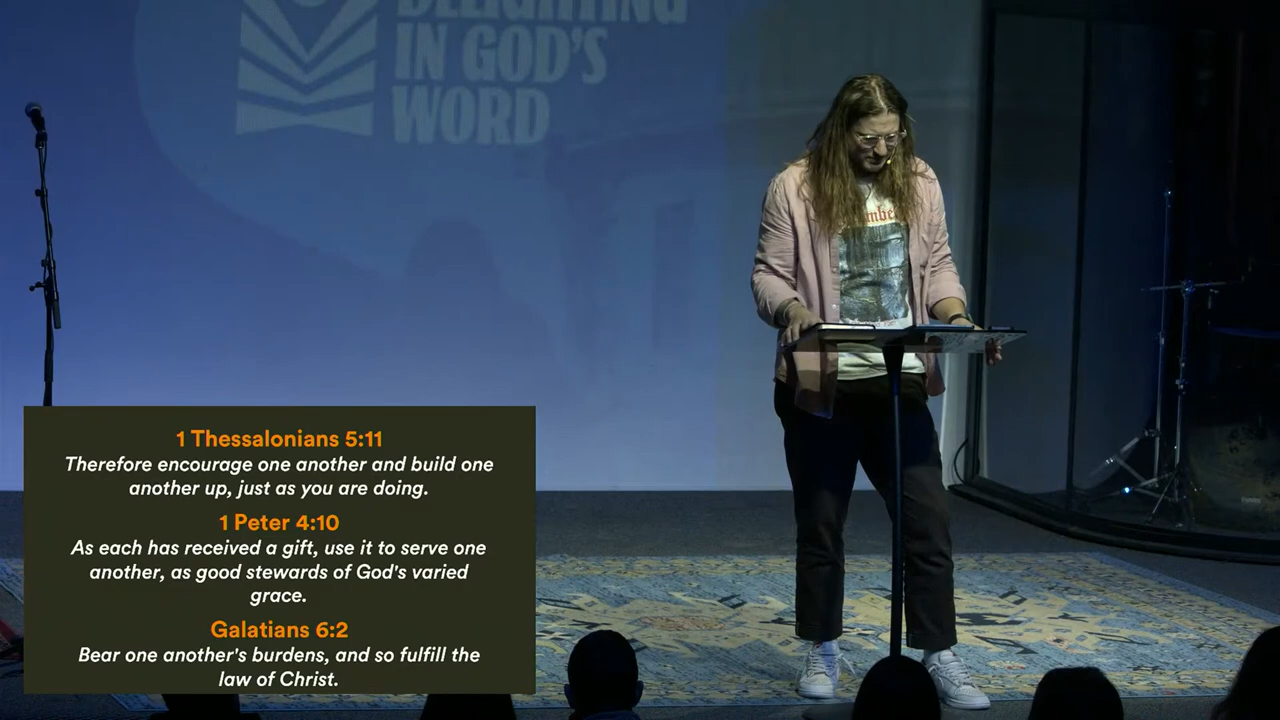 DELIGHTING
IN GOD'S
WORD
1 Thessalonians 5:11
Therefore encourage one another and build one
another up, just as you are doing.
1 Peter 4:10
As each has received a gift, use it to serve one
another, as good stewards of God's varied
grace.
Galatians 6:2
Bear one another's burdens, and so fulfill the
law of Christ.